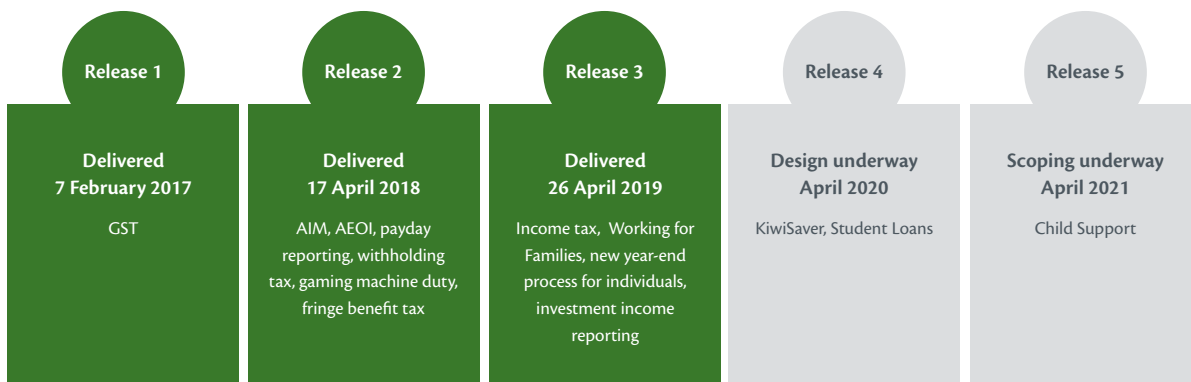 Release 1
Delivered
7 February 2017
GST
Release 2
Delivered
17 April 2018
AIM, AEOI, payday
reporting, withholding
tax, gaming machine duty,
fringe benefit tax
Release 3
Delivered
26 April 2019
Income tax, Working for
Families, new year-end
process for individuals,
investment income
reporting
Release 4
Design underway
April 2020
KiwiSaver, Student Loans
Release 5
Scoping underway
April 2021
Child Support